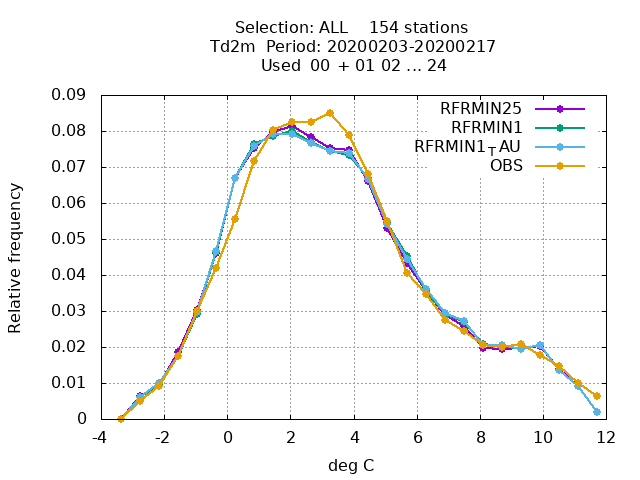 Selection: ALL    154 stations
Td2m  Period: 20200203-20200217
Used  00  + 01 02 ... 24
0.09
0.08
0.07
0.06
0.05
0.04
0.03
0.02
0.01
0
Relative frequency
RFRMIN25
RFRMIN1
RFRMIN1┬AU
OBS
-4 -2 0 2 4 6 8 10 12
deg C